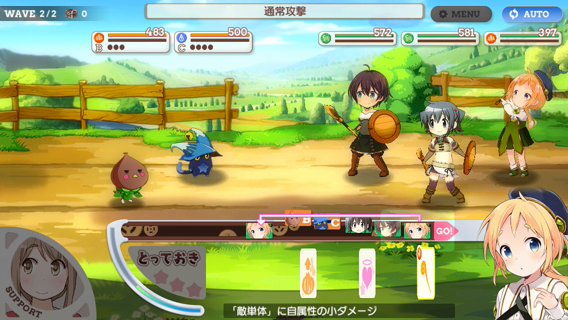 WAVE 2/2 0
通常攻撃
MENU
AUTO
483
B
500
C
572
581
397
B
C
GO!
とっておき
SUPPORT
「敵単体」に自属性の小ダメージ